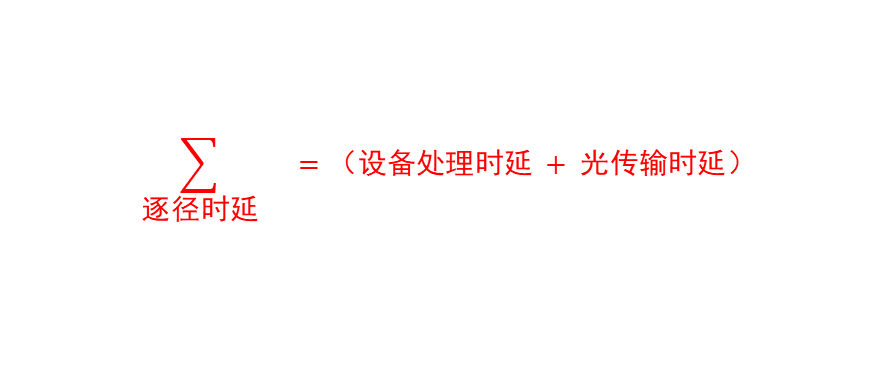 ∑ = （设备处理时延 + 光传输时延）
逐径时延